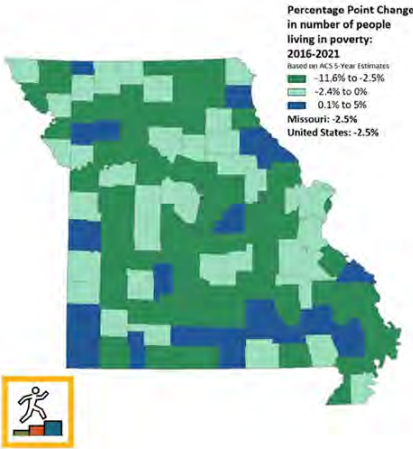 Percentage Point Change
in number of people
living in poverty:
2016-2021
Based on ACS 5-Year Estimates
-11.6% to -2.5%
-2.4% to 0%
0.1% to 5%
Missouri: -2.5%
United States: -2.5%